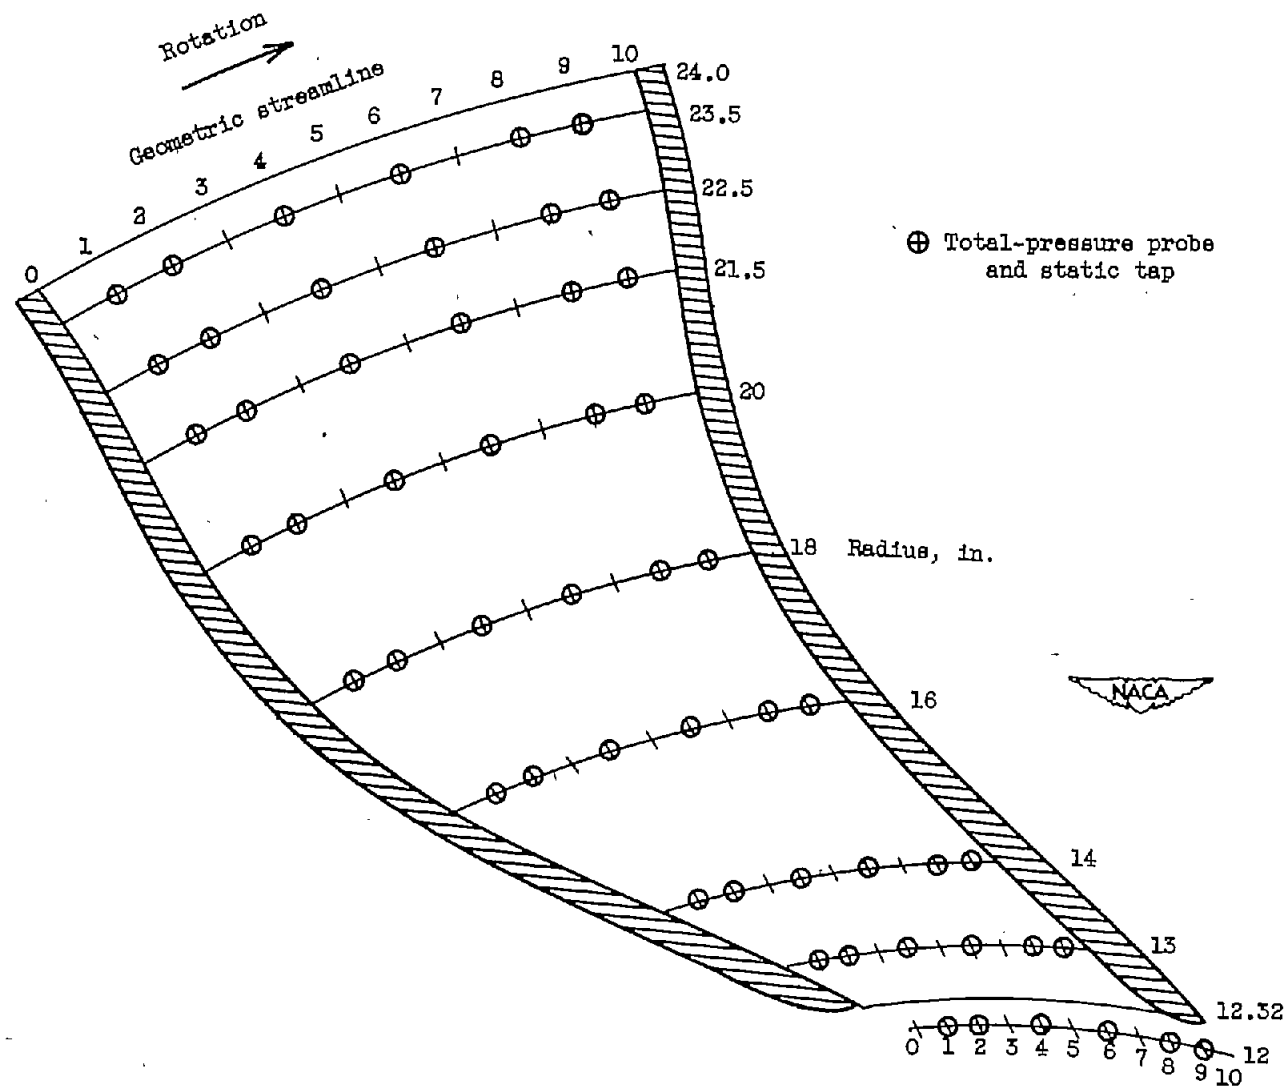 Rotation
Geometric streamline
0 1 2 3 4 5 6 7 8 9 10
24.0
23.5
22.5
Total-pressure probe
and static tap
21.5
20
18 Radius, in.
16
NACA
14
13
12.32
12
0 1 2 3 4 5 6 7 8 9 10